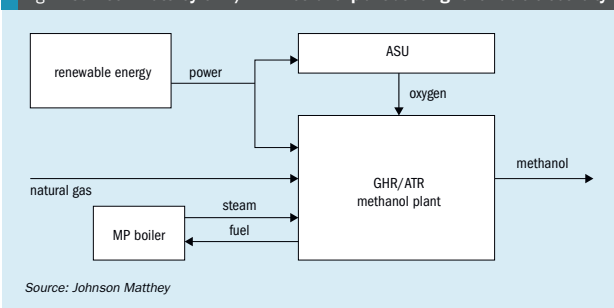 renewable energy
power
ASU
oxygen
natural gas
GHR/ATR
methanol plant
methanol
MP boiler
steam
fuel
Source: Johnson Matthey